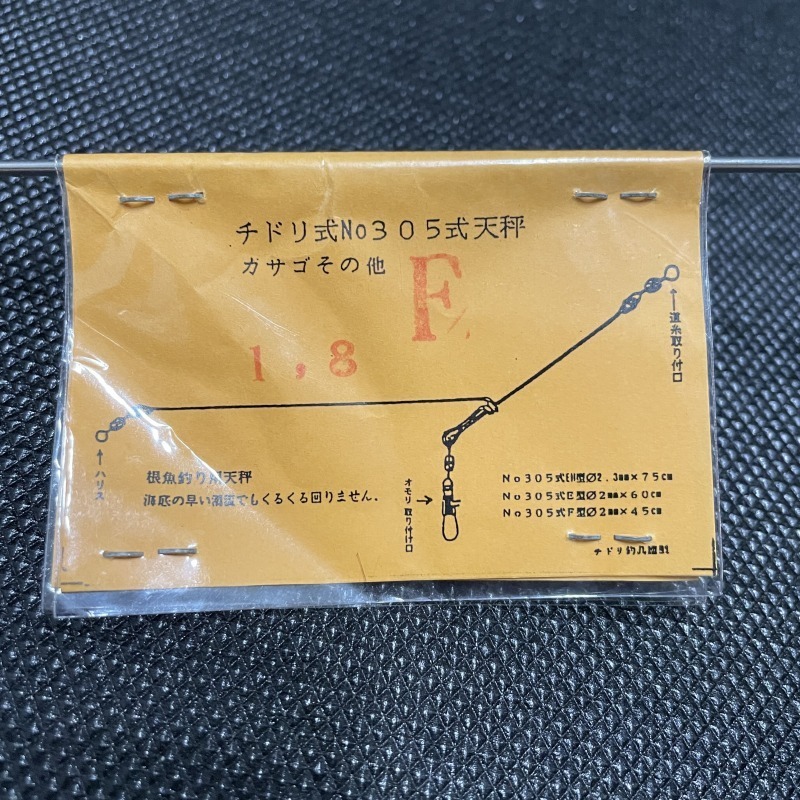 チドリ式No305式天秤
ガサゴその他
F
1,8
道糸取り付口
ハリス
根魚釣り用天秤
海底の早い潮流でもくるくる回りません.
オモリ取り付け口
No305式EH型Ø2.3mm×75cm
No305式E型Ø2mm×60cm
No305式F型Ø2mm×45cm
チドリ釣具